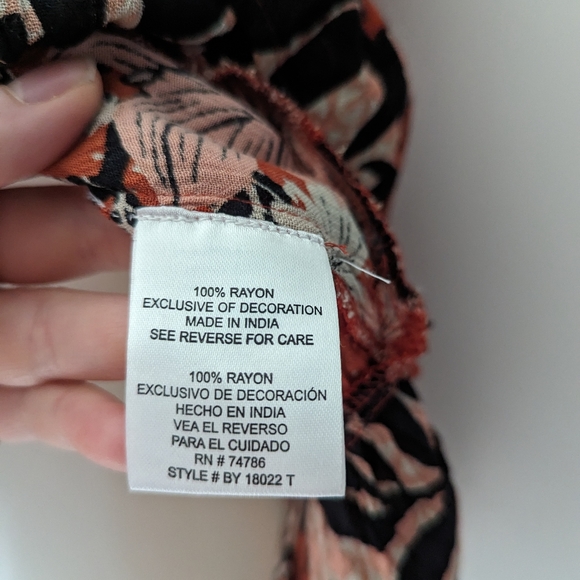 100% RAYON
EXCLUSIVE OF DECORATION
MADE IN INDIA
SEE REVERSE FOR CARE
100% RAYON
EXCLUSIVO DE DECORACIÓN
HECHO EN INDIA
VEA EL REVERSO
PARA EL CUIDADO
RN # 74786
STYLE # BY 18022 T